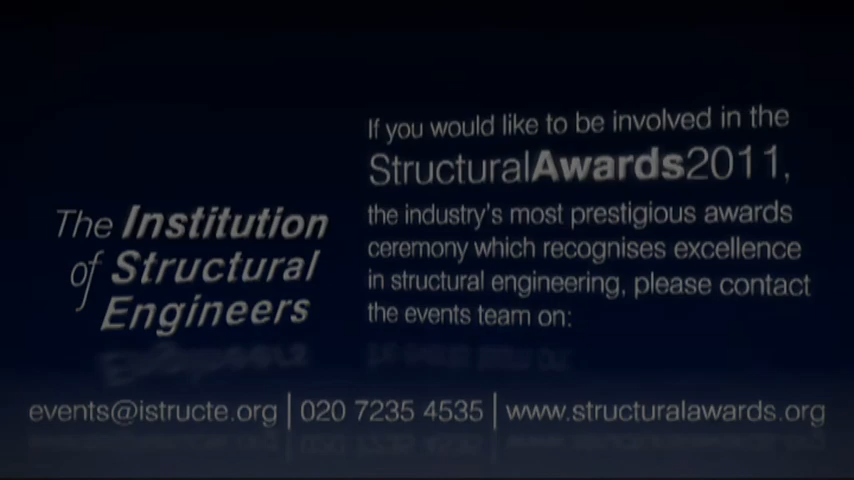 The Institution
of Structural
Engineers
If you would like to be involved in the
StructuralAwards2011,
the industry's most prestigious awards
ceremony which recognises excellence
in structural engineering, please contact
the events team on:
events@istructe.org | 020 7235 4535 | www.structuralawards.org